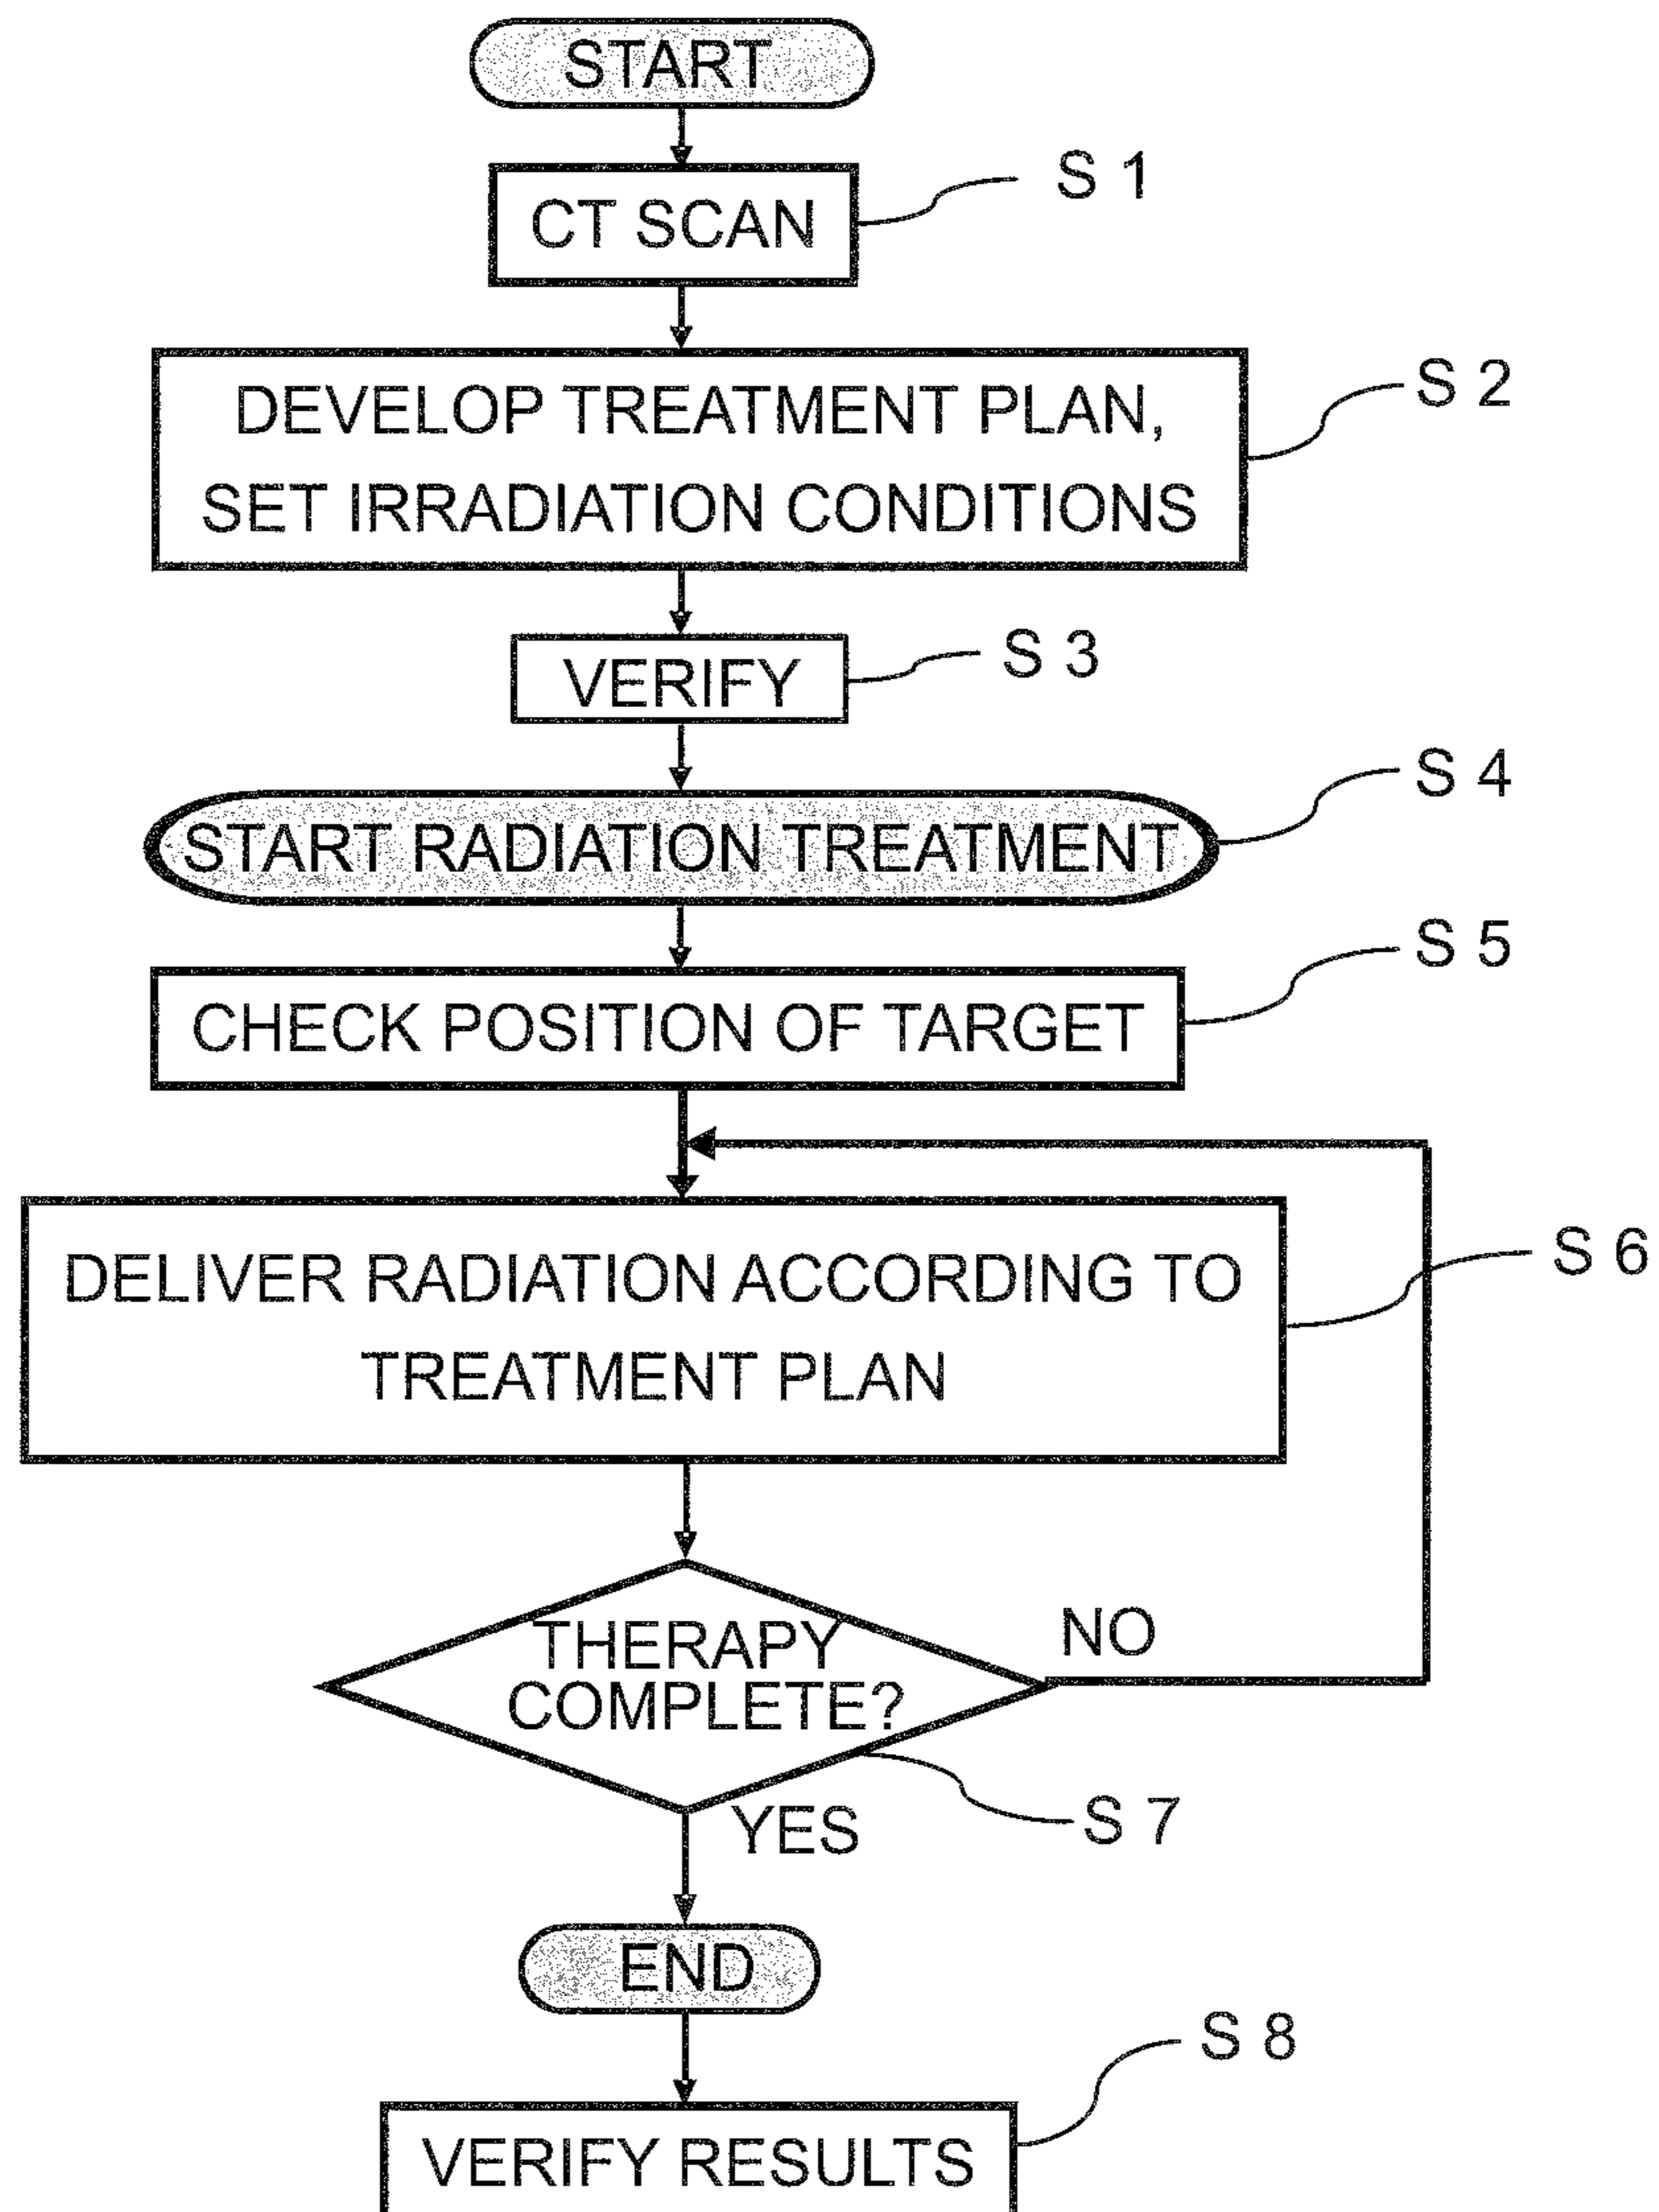 START
S 1
CT SCAN
S 2
DEVELOP TREATMENT PLAN,
SET IRRADIATION CONDITIONS
S 3
VERIFY
S 4
START RADIATION TREATMENT
S 5
CHECK POSITION OF TARGET
S 6
DELIVER RADIATION ACCORDING TO
TREATMENT PLAN
THERAPY
COMPLETE?
NO
S 7
YES
END
S 8
VERIFY RESULTS